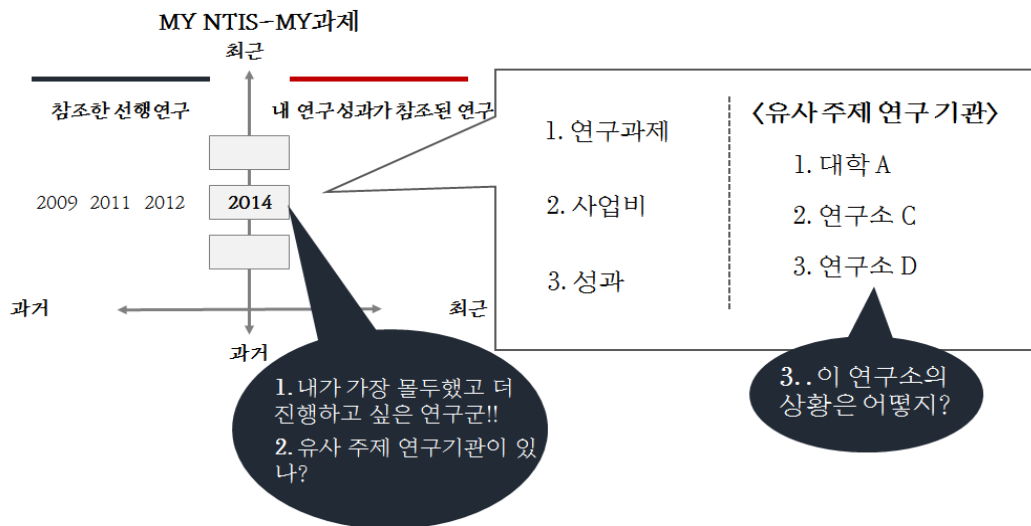 MY NTIS-MY과제
최근
참조한 선행연구
내 연구성과가 참조된 연구
2009 2011 2012
2014
과거
최근
과거
1. 연구과제
2. 사업비
3. 성과
<유사 주제 연구 기관>
1. 대학 A
2. 연구소 C
3. 연구소 D
1. 내가 가장 몰두했고 더
진행하고 싶은 연구군!!
2. 유사 주제 연구기관이 있
나?
3. . 이 연구소의
상황은 어떻지?